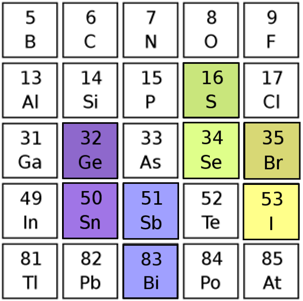 5 6 7 8 9
B C N O F
13 14 15 16 17
Al Si P S Cl
31 32 33 34 35
Ga Ge As Se Br
49 50 51 52 53
In Sn Sb Te I
81 82 83 84 85
Tl Pb Bi Po At